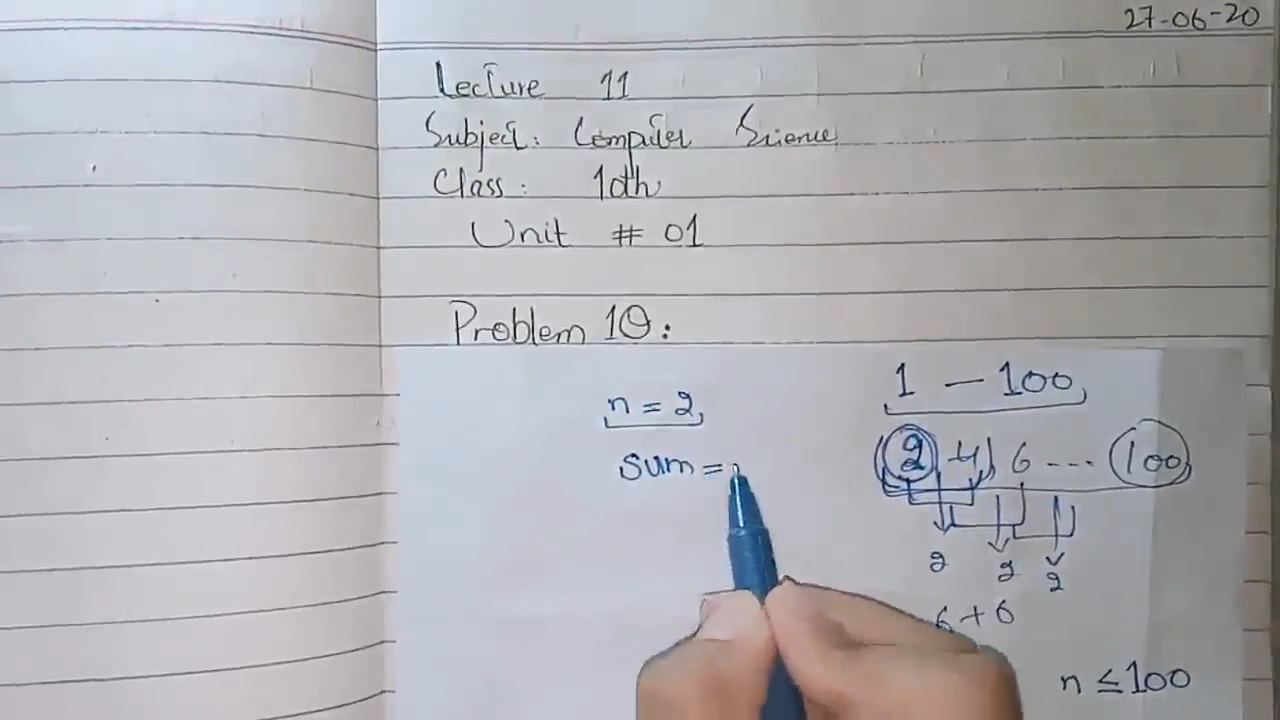 27-06-20
Lecture 11
Subject: Computer Science
Class: 10th
Unit # 01
Problem 10:
1 — 100
n = 2
2 4 6 ... 100
Sum =
2 2 2
6 + 6
n ≤ 100